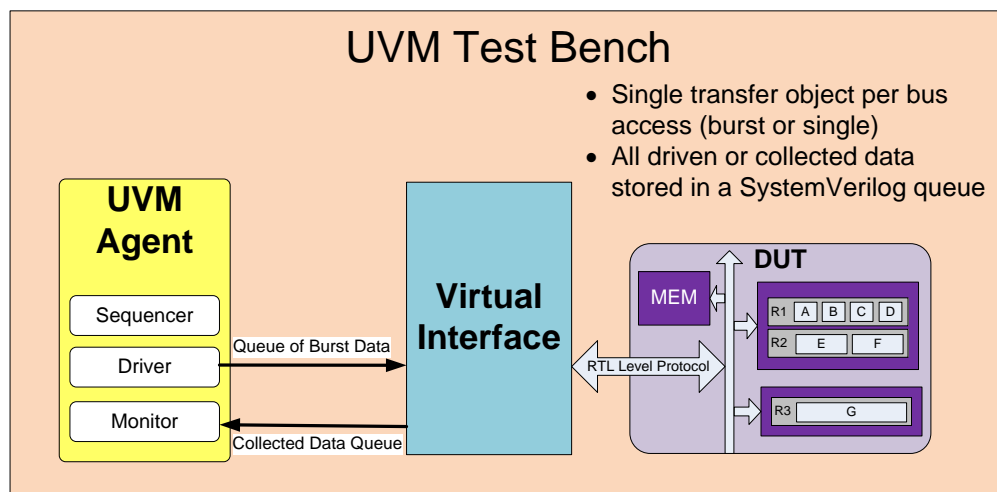 UVM Test Bench
• Single transfer object per bus
access (burst or single)
• All driven or collected data
stored in a SystemVerilog queue
UVM
Agent
Sequencer
Driver
Monitor
Queue of Burst Data
Collected Data Queue
Virtual
Interface
RTL Level Protocol
DUT
MEM
R1 A B C D
R2 E F
R3 G